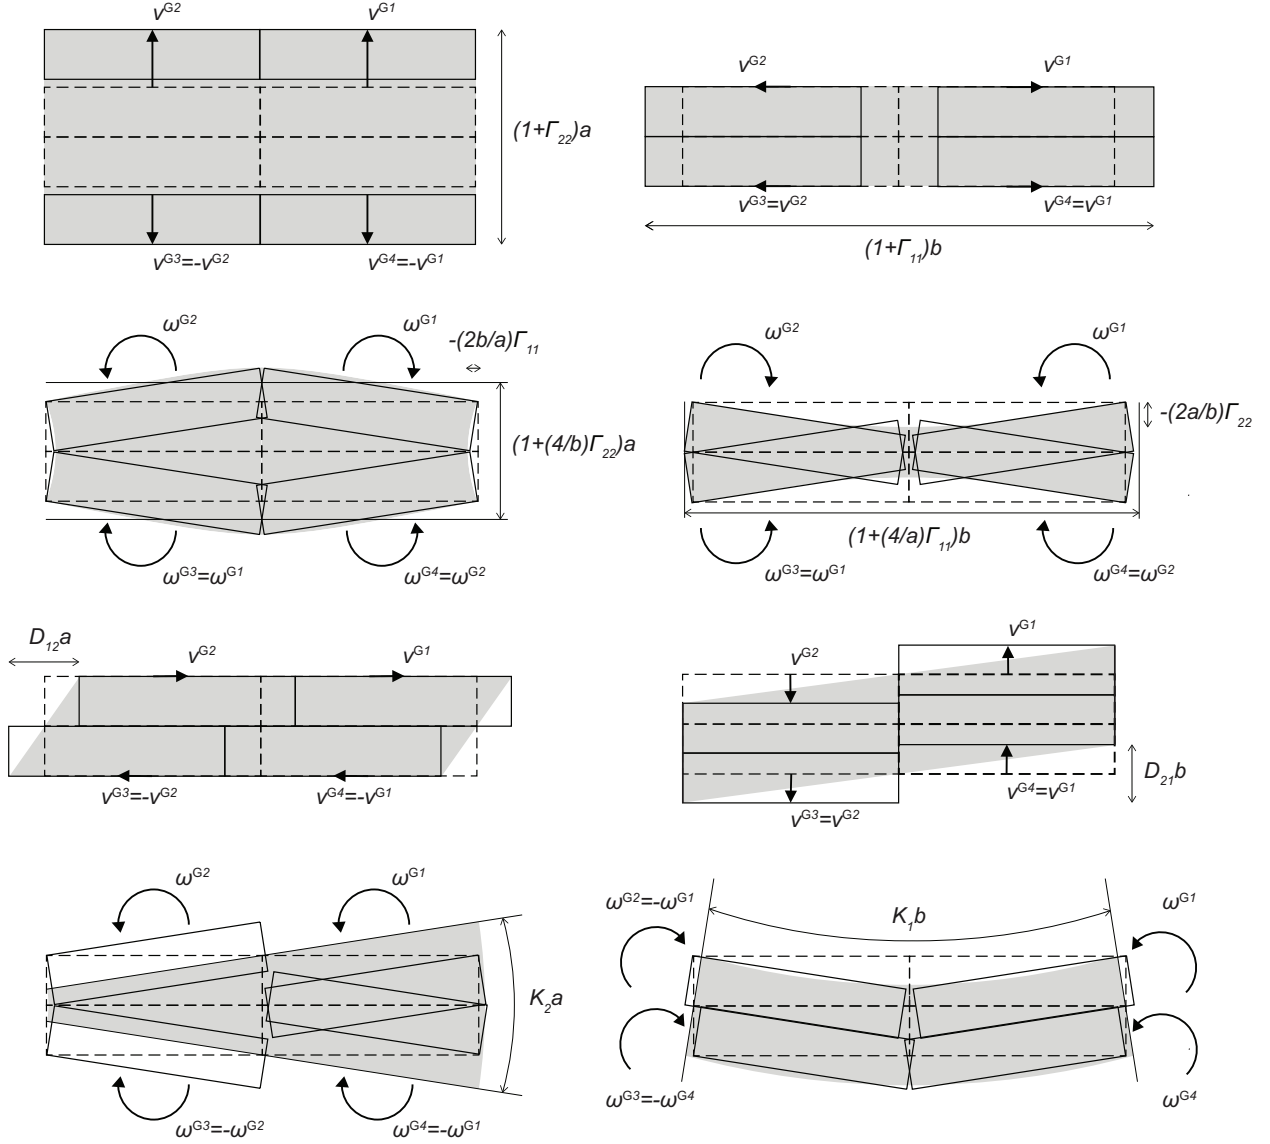 v^G2
v^G1
(1+Γ_22)a
v^G3=-v^G2
v^G4=-v^G1
v^G2
v^G1
v^G3=v^G2
v^G4=v^G1
(1+Γ_11)b
ω^G2
ω^G1
-(2b/a)Γ_11
(1+(4/b)Γ_22)a
ω^G3=ω^G1
ω^G4=ω^G2
ω^G2
ω^G1
-(2a/b)Γ_22
(1+(4/a)Γ_11)b
ω^G3=ω^G1
ω^G4=ω^G2
D_12a
v^G2
v^G1
v^G3=-v^G2
v^G4=-v^G1
v^G2
v^G1
D_21b
v^G3=v^G2
v^G4=v^G1
ω^G2
ω^G1
K_2a
ω^G3=-ω^G2
ω^G4=-ω^G1
ω^G2=-ω^G1
K_1b
ω^G1
ω^G3=-ω^G4
ω^G4